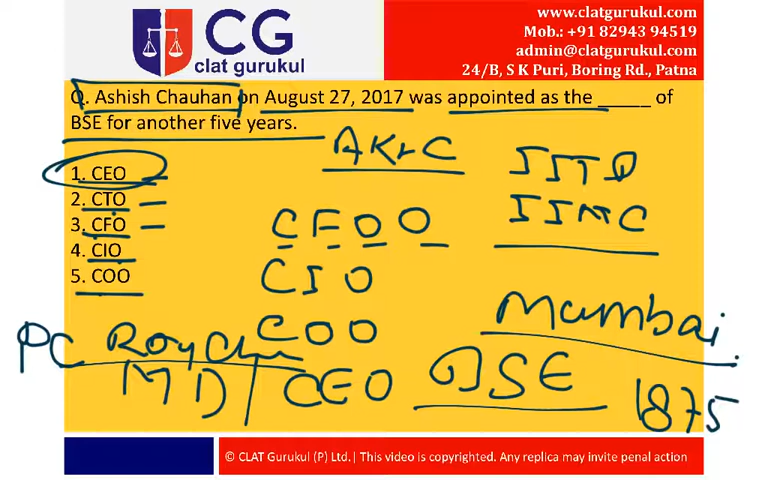 CG
clat gurukul
www.clatgurukul.com
Mob.: +91 82943 94519
admin@clatgurukul.com
24/B, S K Puri, Boring Rd., Patna
Q. Ashish Chauhan on August 27, 2017 was appointed as the _____ of
BSE for another five years.
1. CEO
2. CTO
3. CFO
4. CIO
5. COO
CFOO
CIO
COO
IIMC
Mumbai
PC
MD/CEO
BSE
1875
© CLAT Gurukul (P) Ltd.| This video is copyrighted. Any replica may invite penal action